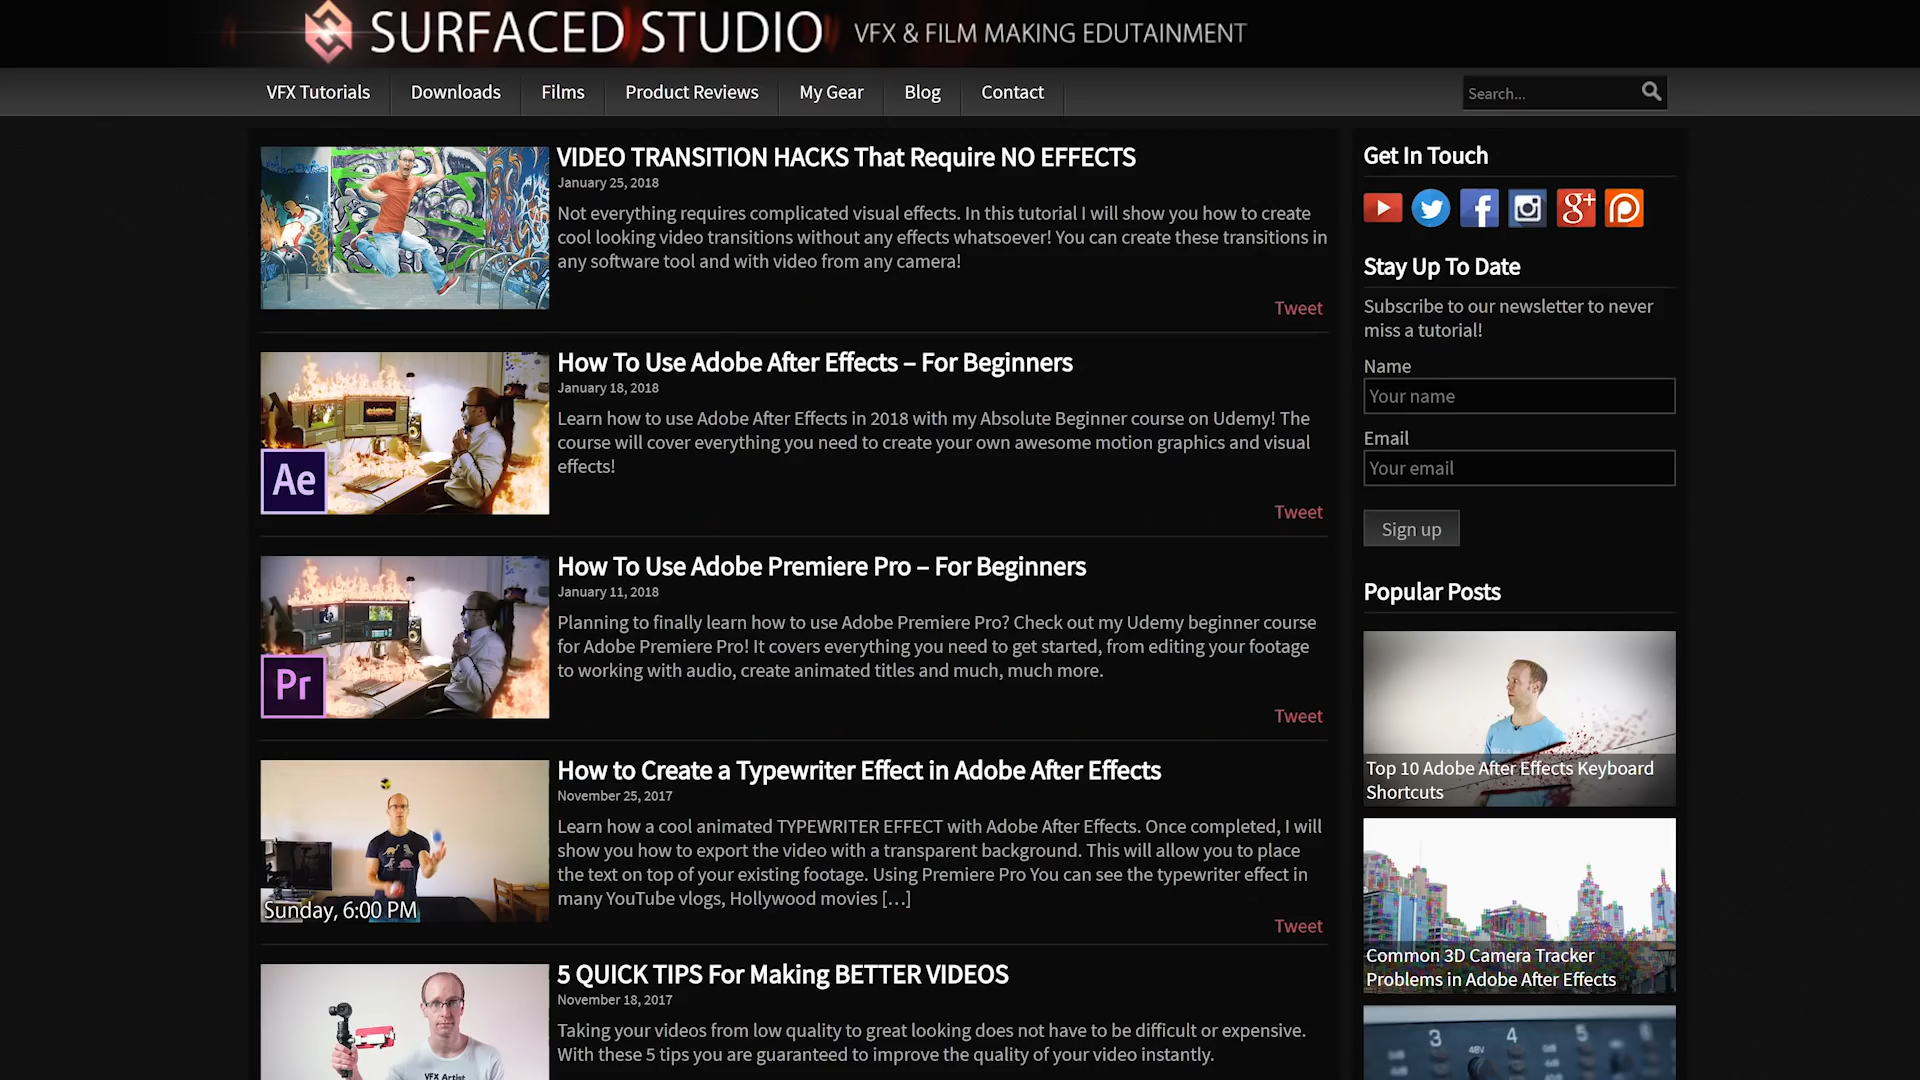 SURFACED STUDIO
VFX & FILM MAKING EDUTAINMENT
VFX Tutorials
Downloads
Films
Product Reviews
My Gear
Blog
Contact
Search...
VIDEO TRANSITION HACKS That Require NO EFFECTS
January 25, 2018
Not everything requires complicated visual effects. In this tutorial I will show you how to create
cool looking video transitions without any effects whatsoever! You can create these transitions in
any software tool and with video from any camera!
Tweet
Ae
How To Use Adobe After Effects – For Beginners
January 18, 2018
Learn how to use Adobe After Effects in 2018 with my Absolute Beginner course on Udemy! The
course will cover everything you need to create your own awesome motion graphics and visual
effects!
Tweet
Pr
How To Use Adobe Premiere Pro – For Beginners
January 11, 2018
Planning to finally learn how to use Adobe Premiere Pro? Check out my Udemy beginner course
for Adobe Premiere Pro! It covers everything you need to get started, from editing your footage
to working with audio, create animated titles and much, much more.
Tweet
Sunday, 6:00 PM
How to Create a Typewriter Effect in Adobe After Effects
November 25, 2017
Learn how a cool animated TYPEWRITER EFFECT with Adobe After Effects. Once completed, I will
show you how to export the video with a transparent background. This will allow you to place
the text on top of your existing footage. Using Premiere Pro You can see the typewriter effect in
many YouTube vlogs, Hollywood movies […]
Tweet
VFX Artist
5 QUICK TIPS For Making BETTER VIDEOS
November 18, 2017
Taking your videos from low quality to great looking does not have to be difficult or expensive.
With these 5 tips you are guaranteed to improve the quality of your video instantly.
Get In Touch
g+
Stay Up To Date
Subscribe to our newsletter to never
miss a tutorial!
Name
Your name
Email
Your email
Sign up
Popular Posts
Top 10 Adobe After Effects Keyboard
Shortcuts
Common 3D Camera Tracker
Problems in Adobe After Effects
3 4 5 6
48V